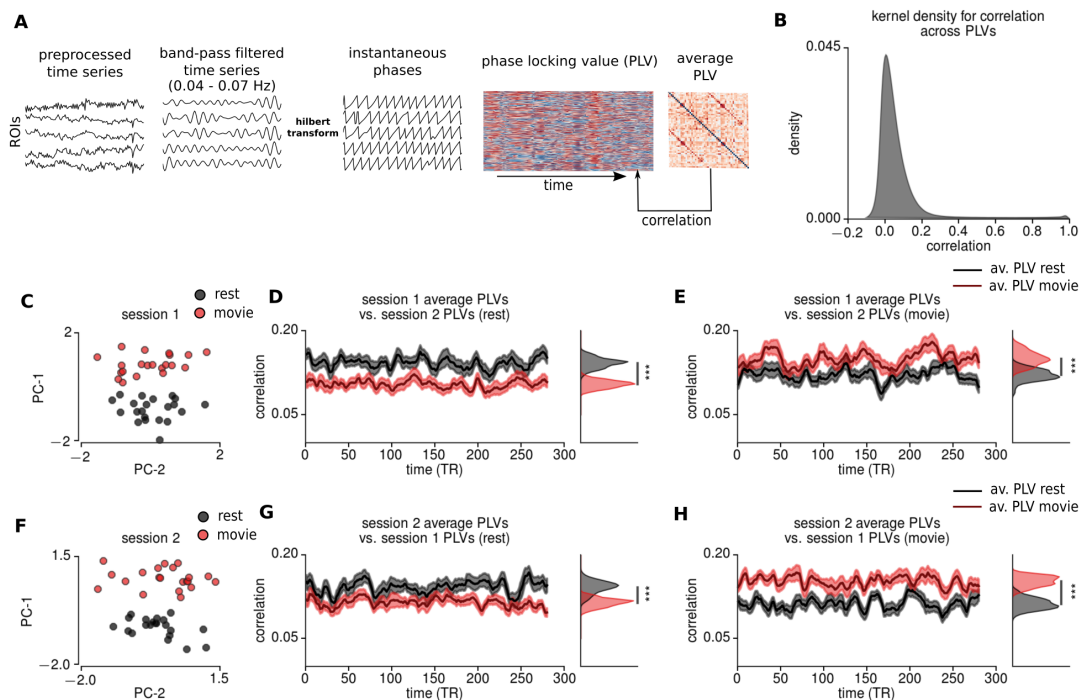 A
preprocessed
time series
band-pass filtered
time series
(0.04 - 0.07 Hz)
instantaneous
phases
phase locking value (PLV)
average
PLV
ROIs
hilbert
transform
time
correlation
B
kernel density for correlation
across PLVs
0.045
density
0.000
−0.2
0.0
0.2
0.4
0.6
0.8
1.0
correlation
av. PLV rest
av. PLV movie
C
rest
movie
session 1
2
PC-1
−2
−2
2
PC-2
D
session 1 average PLVs
vs. session 2 PLVs (rest)
0.20
correlation
0.05
0
50
100
150
200
250
300
time (TR)
***
E
session 1 average PLVs
vs. session 2 PLVs (movie)
0.20
correlation
0.05
0
50
100
150
200
250
300
time (TR)
***
av. PLV rest
av. PLV movie
F
rest
movie
session 2
1.5
PC-1
−2.0
−2.0
1.5
PC-2
G
session 2 average PLVs
vs. session 1 PLVs (rest)
0.20
correlation
0.05
0
50
100
150
200
250
300
time (TR)
***
H
session 2 average PLVs
vs. session 1 PLVs (movie)
0.20
correlation
0.05
0
50
100
150
200
250
300
time (TR)
***